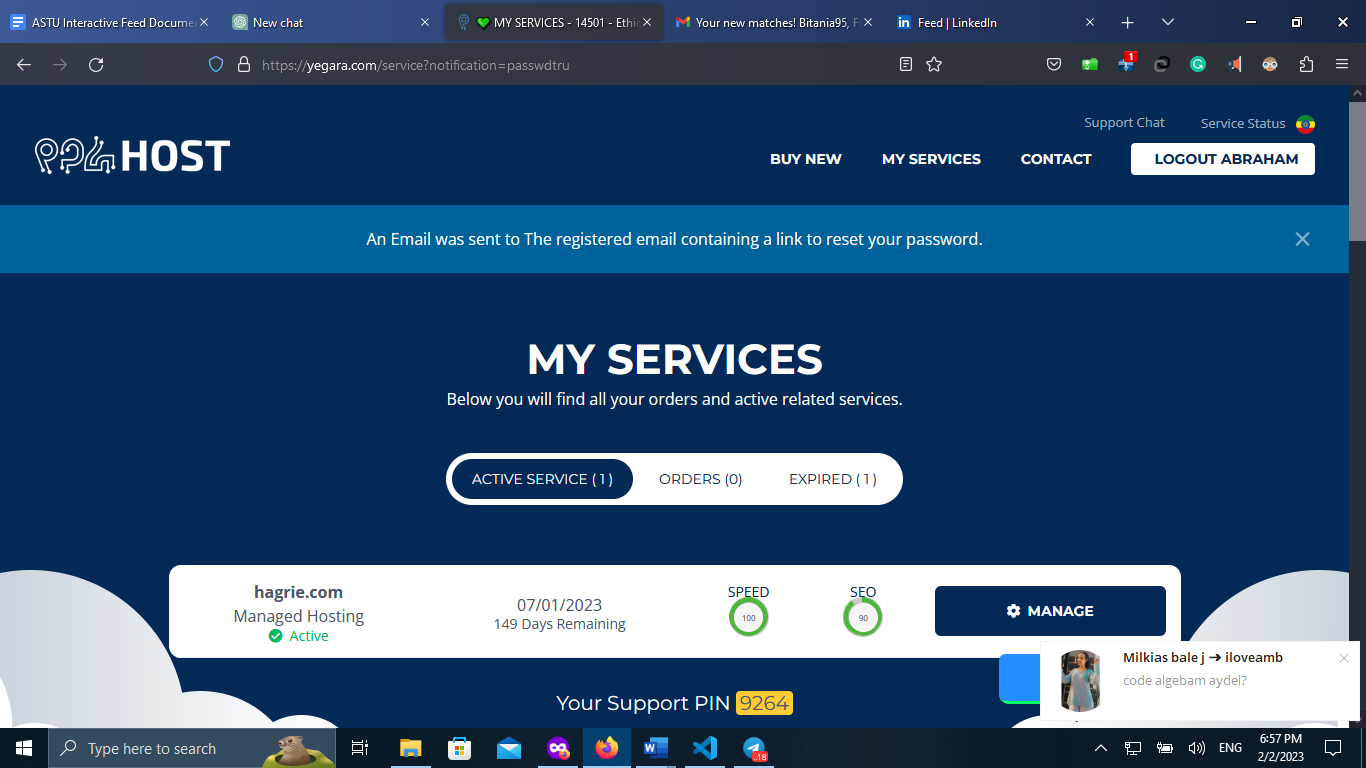 ASTU Interactive Feed Documen
New chat
MY SERVICES - 14501 - Ethio
Your new matches! Bitania95, F
Feed | LinkedIn
https://yegara.com/service?notification=passwdtru
1
Support Chat
Service Status
HOST
BUY NEW
MY SERVICES
CONTACT
LOGOUT ABRAHAM
An Email was sent to The registered email containing a link to reset your password.
MY SERVICES
Below you will find all your orders and active related services.
ACTIVE SERVICE ( 1 )
ORDERS (0)
EXPIRED ( 1 )
hagrie.com
Managed Hosting
Active
07/01/2023
149 Days Remaining
SPEED
100
SEO
90
MANAGE
Your Support PIN 9264
Milkias bale j ➜ iloveamb
code algebam aydel?
Type here to search
..18
ENG
6:57 PM
2/2/2023